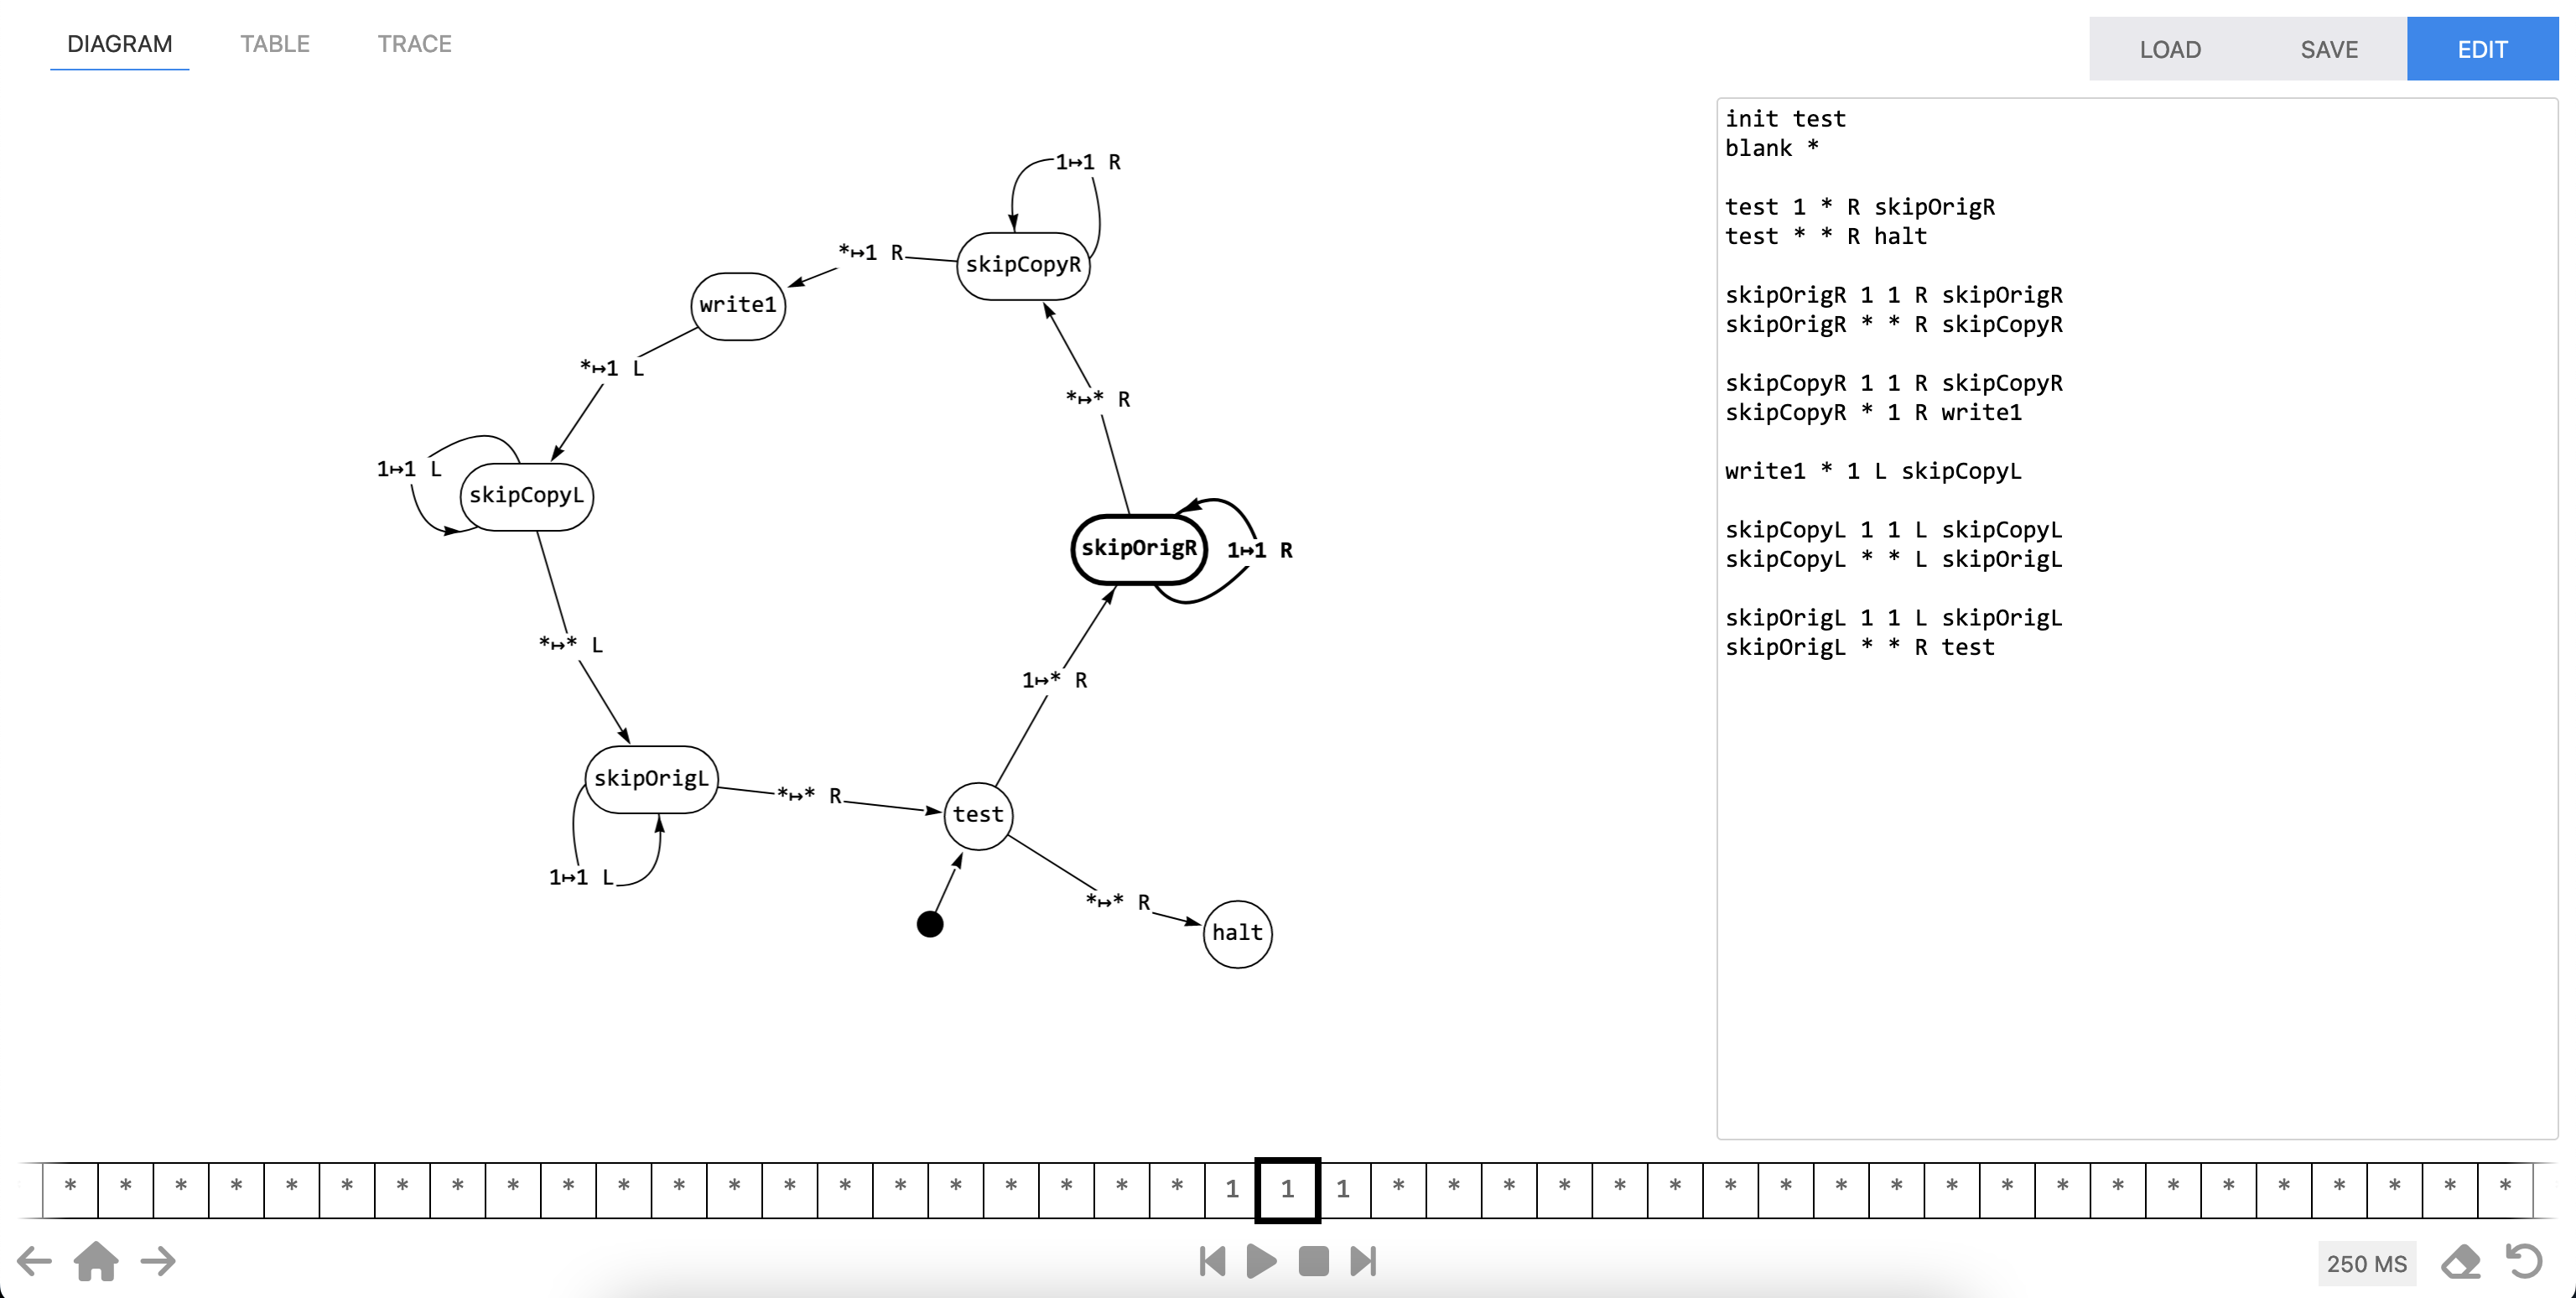 DIAGRAM TABLE TRACE LOAD SAVE EDIT
1↦1 R
*↦1 R
skipCopyR
write1
*↦1 L
*↦* R
1↦1 L
skipCopyL
skipOrigR
1↦1 R
*↦* L
1↦* R
skipOrigL
*↦* R
test
1↦1 L
*↦* R
halt
init test
blank *
test 1 * R skipOrigR
test * * R halt
skipOrigR 1 1 R skipOrigR
skipOrigR * * R skipCopyR
skipCopyR 1 1 R skipCopyR
skipCopyR * 1 R write1
write1 * 1 L skipCopyL
skipCopyL 1 1 L skipCopyL
skipCopyL * * L skipOrigL
skipOrigL 1 1 L skipOrigL
skipOrigL * * R test
* * * * * * * * * * * * * * * * * * * * * 1 1 1 * * * * * * * * * * * * * * * * * * * * *
250 MS